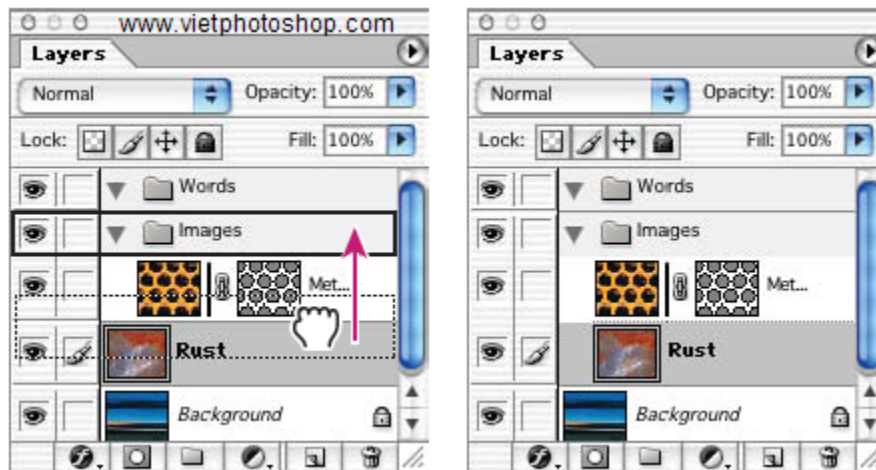 www.vietphotoshop.com
Layers
Normal
Opacity: 100%
Lock:
Fill: 100%
Words
Images
Met...
Rust
Background
Layers
Normal
Opacity: 100%
Lock:
Fill: 100%
Words
Images
Met...
Rust
Background